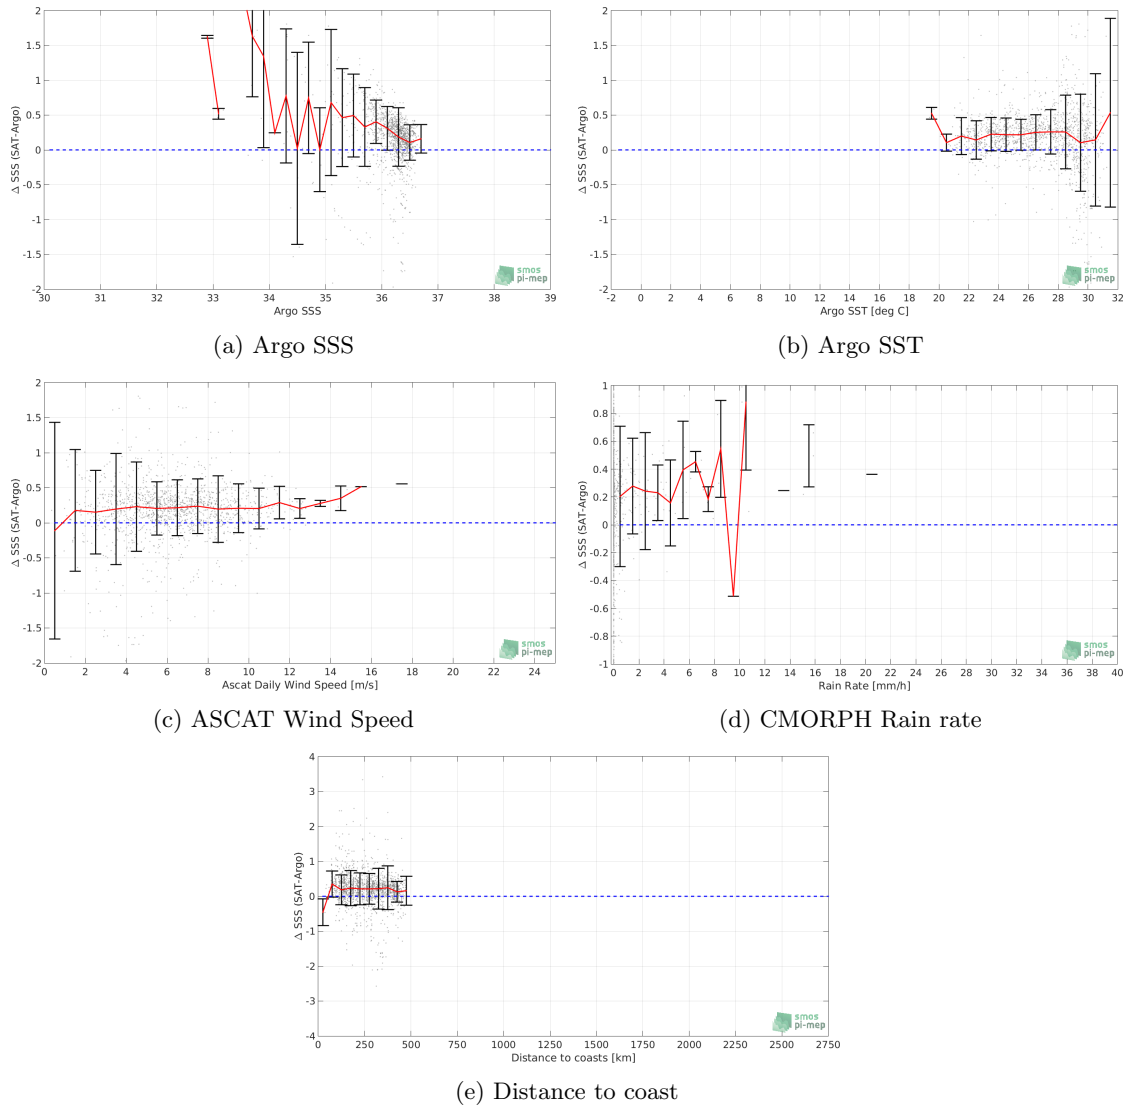 2
1.5
1
0.5
0
0.5
-1
-1.5
-2
Δ SSS (SAT-Argo)
30 31 32 33 34 35 36 37 38 39
Argo SSS
smos
pi-mep
(a) Argo SSS
2
1.5
1
0.5
0
0.5
-1
-1.5
-2
Δ SSS (SAT-Argo)
-2 0 2 4 6 8 10 12 14 16 18 20 22 24 26 28 30 32
Argo SST [deg C]
smos
pi-mep
(b) Argo SST
2
1.5
1
0.5
0
-0.5
-1
-1.5
-2
Δ SSS (SAT-Argo)
0 2 4 6 8 10 12 14 16 18 20 22 24
Ascat Daily Wind Speed [m/s]
smos
pi-mep
(c) ASCAT Wind Speed
1
0.8
0.6
0.4
0.2
0
-0.2
-0.4
-0.6
-0.8
-1
Δ SSS (SAT-Argo)
0 2 4 6 8 10 12 14 16 18 20 22 24 26 28 30 32 34 36 38 40
Rain Rate [mm/h]
smos
pi-mep
(d) CMORPH Rain rate
4
3
2
1
0
-1
-2
-3
-4
Δ SSS (SAT-Argo)
0 250 500 750 1000 1250 1500 1750 2000 2250 2500 2750
Distance to coasts [km]
smos
pi-mep
(e) Distance to coast